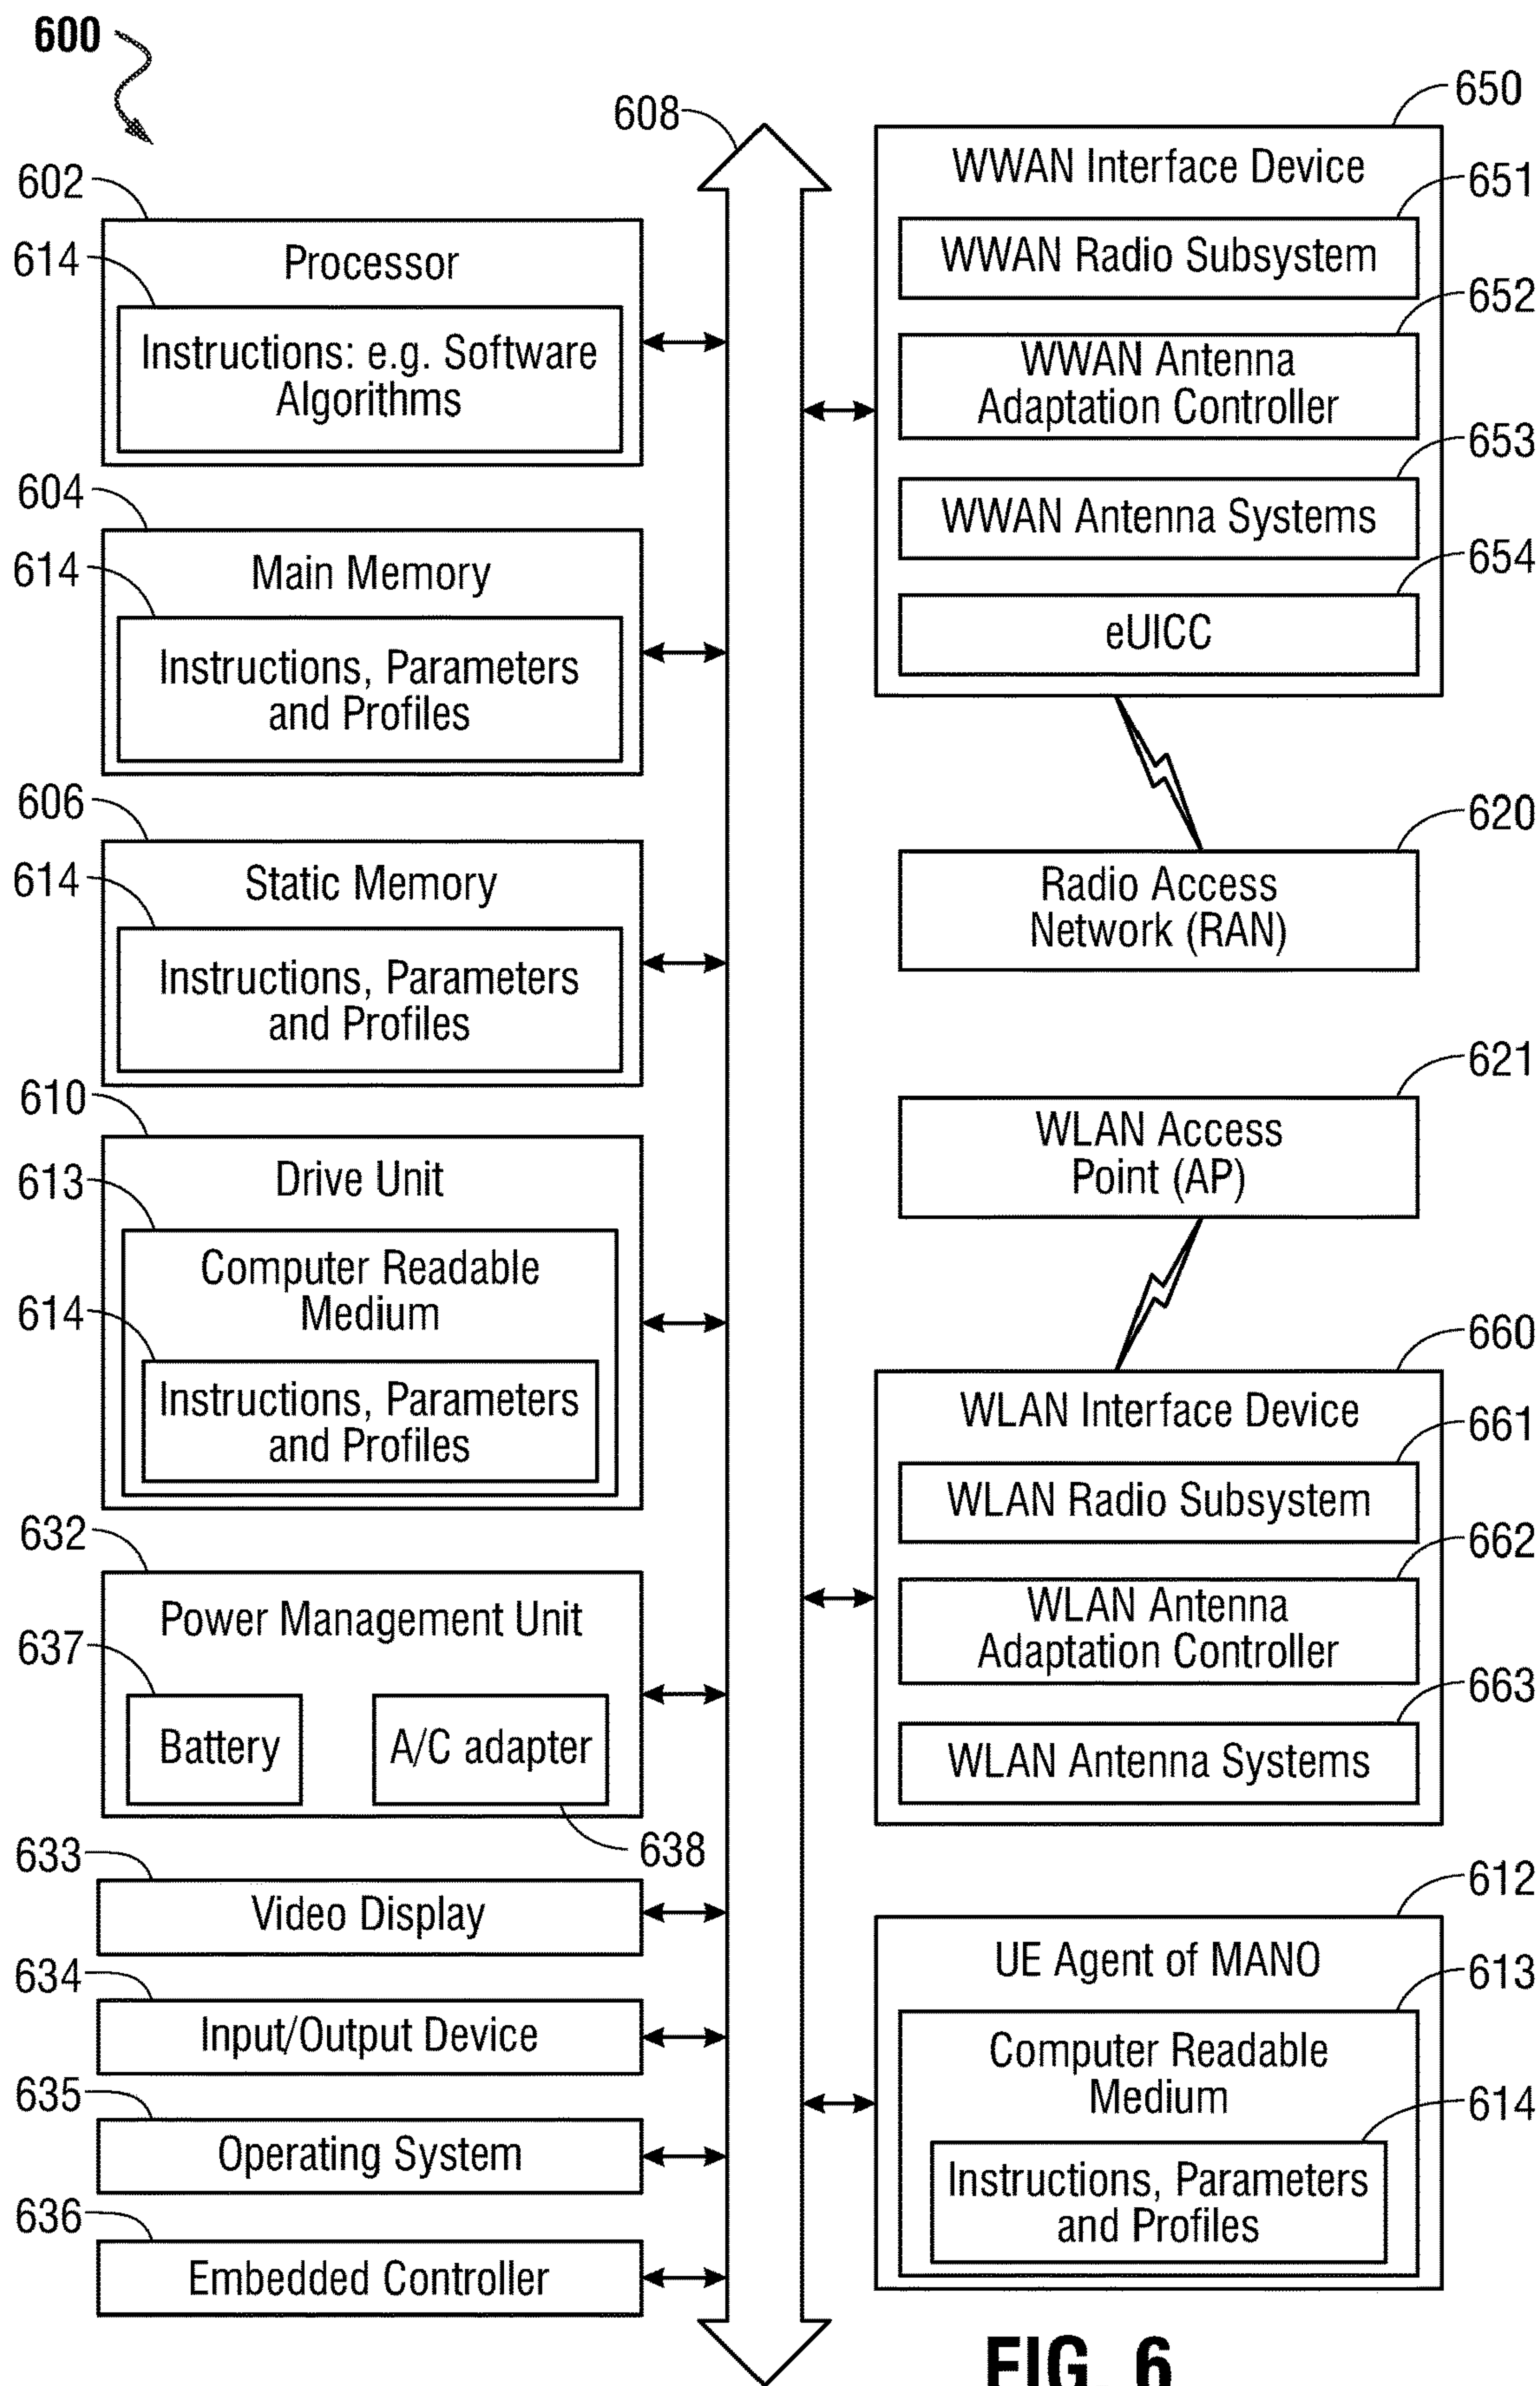 600
608
602
614
Processor
Instructions: e.g. Software
Algorithms
604
614
Main Memory
Instructions, Parameters
and Profiles
606
614
Static Memory
Instructions, Parameters
and Profiles
610
613
Drive Unit
Computer Readable
Medium
614
Instructions, Parameters
and Profiles
632
Power Management Unit
637
Battery
A/C adapter
638
633
Video Display
634
Input/Output Device
635
Operating System
636
Embedded Controller
650
WWAN Interface Device
651
WWAN Radio Subsystem
652
WWAN Antenna
Adaptation Controller
653
WWAN Antenna Systems
654
eUICC
620
Radio Access
Network (RAN)
621
WLAN Access
Point (AP)
660
WLAN Interface Device
661
WLAN Radio Subsystem
662
WLAN Antenna
Adaptation Controller
663
WLAN Antenna Systems
612
UE Agent of MANO
613
Computer Readable
Medium
614
Instructions, Parameters
and Profiles
FIG. 6